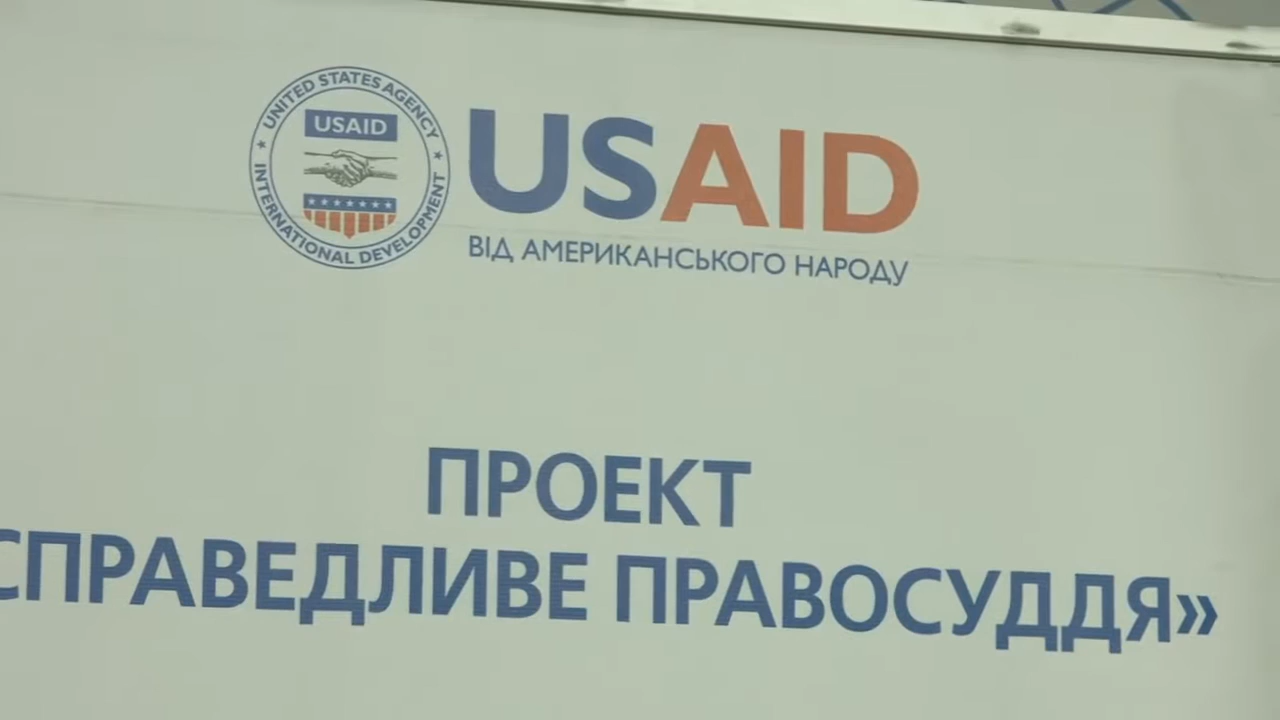 UNITED STATES AGENCY
USAID
INTERNATIONAL DEVELOPMENT
USAID
ВІД АМЕРИКАНСЬКОГО НАРОДУ
ПРОЕКТ
СПРАВЕДЛИВЕ ПРАВОСУДДЯ»